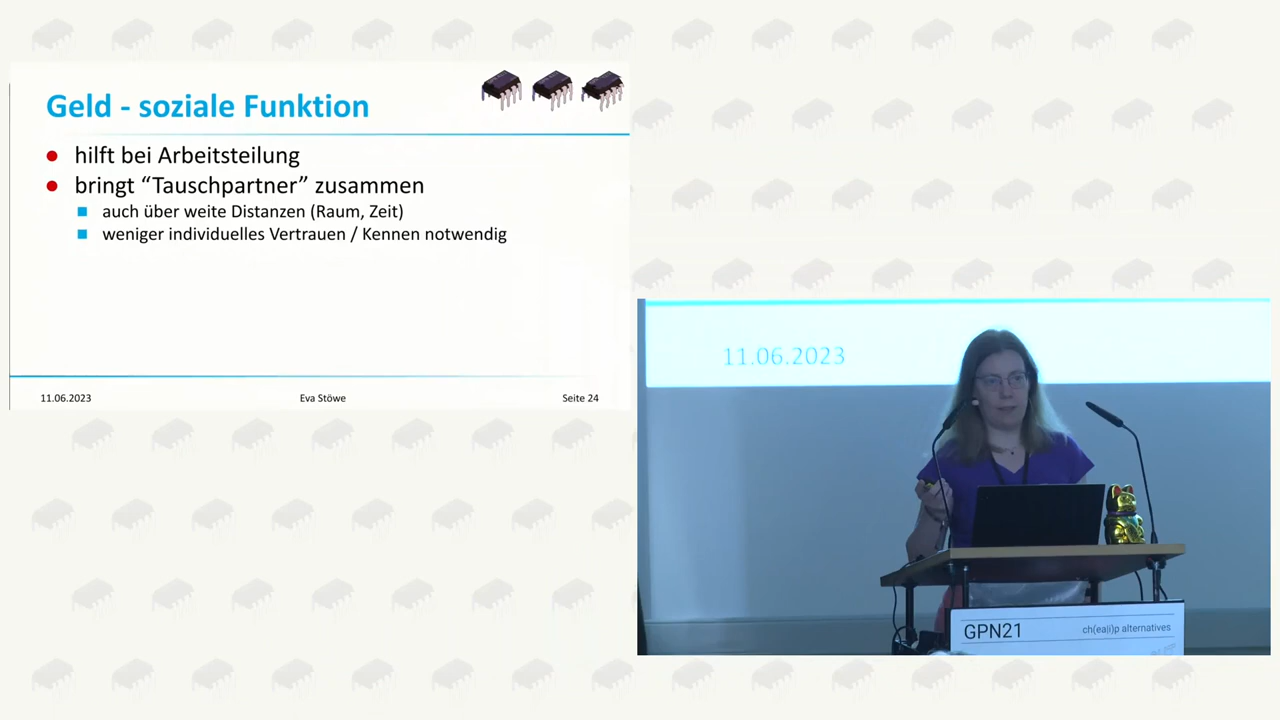 Geld - soziale Funktion
hilft bei Arbeitsteilung
bringt “Tauschpartner” zusammen
auch über weite Distanzen (Raum, Zeit)
weniger individuelles Vertrauen / Kennen notwendig
11.06.2023
Eva Stöwe
Seite 24
11.06.2023
GPN21
ch(ea|i)p alternatives